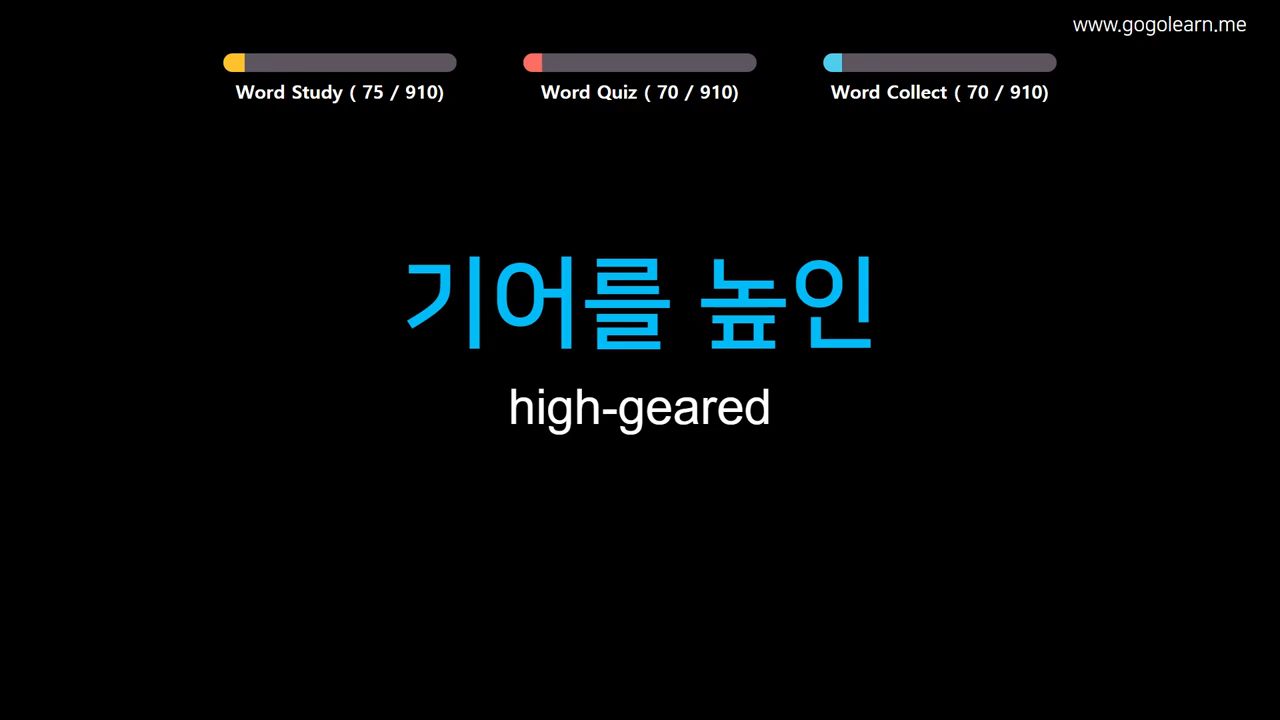 www.gogolearn.me
Word Study ( 75 / 910)
Word Quiz ( 70 / 910)
Word Collect ( 70 / 910)
기어를 높인
high-geared